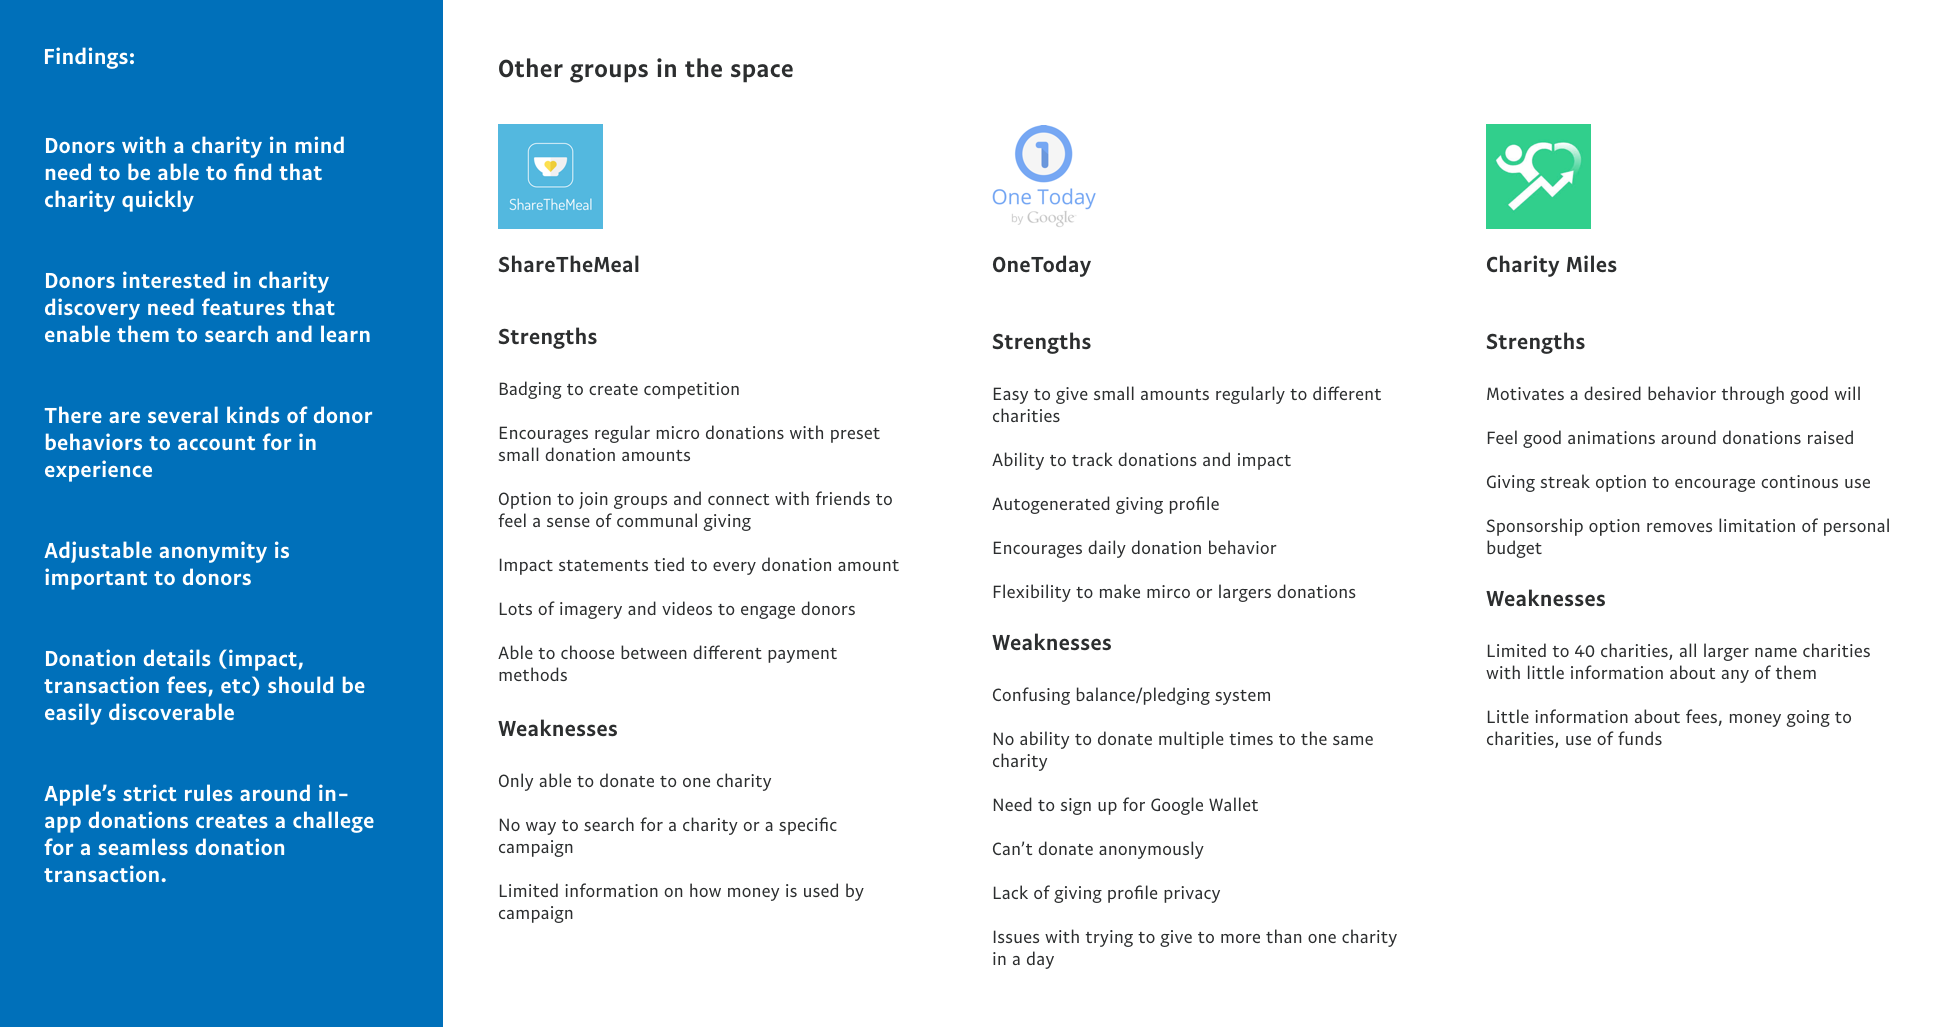 Findings:
Donors with a charity in mind
need to be able to find that
charity quickly
Donors interested in charity
discovery need features that
enable them to search and learn
There are several kinds of donor
behaviors to account for in
experience
Adjustable anonymity is
important to donors
Donation details (impact,
transaction fees, etc) should be
easily discoverable
Apple’s strict rules around in-
app donations creates a challege
for a seamless donation
transaction.
Other groups in the space
ShareTheMeal
ShareTheMeal
Strengths
Badging to create competition
Encourages regular micro donations with preset
small donation amounts
Option to join groups and connect with friends to
feel a sense of communal giving
Impact statements tied to every donation amount
Lots of imagery and videos to engage donors
Able to choose between different payment
methods
Weaknesses
Only able to donate to one charity
No way to search for a charity or a specific
campaign
Limited information on how money is used by
campaign
1
One Today
by Google
OneToday
Strengths
Easy to give small amounts regularly to different
charities
Ability to track donations and impact
Autogenerated giving profile
Encourages daily donation behavior
Flexibility to make mirco or largers donations
Weaknesses
Confusing balance/pledging system
No ability to donate multiple times to the same
charity
Need to sign up for Google Wallet
Can’t donate anonymously
Lack of giving profile privacy
Issues with trying to give to more than one charity
in a day
Charity Miles
Strengths
Motivates a desired behavior through good will
Feel good animations around donations raised
Giving streak option to encourage continous use
Sponsorship option removes limitation of personal
budget
Weaknesses
Limited to 40 charities, all larger name charities
with little information about any of them
Little information about fees, money going to
charities, use of funds